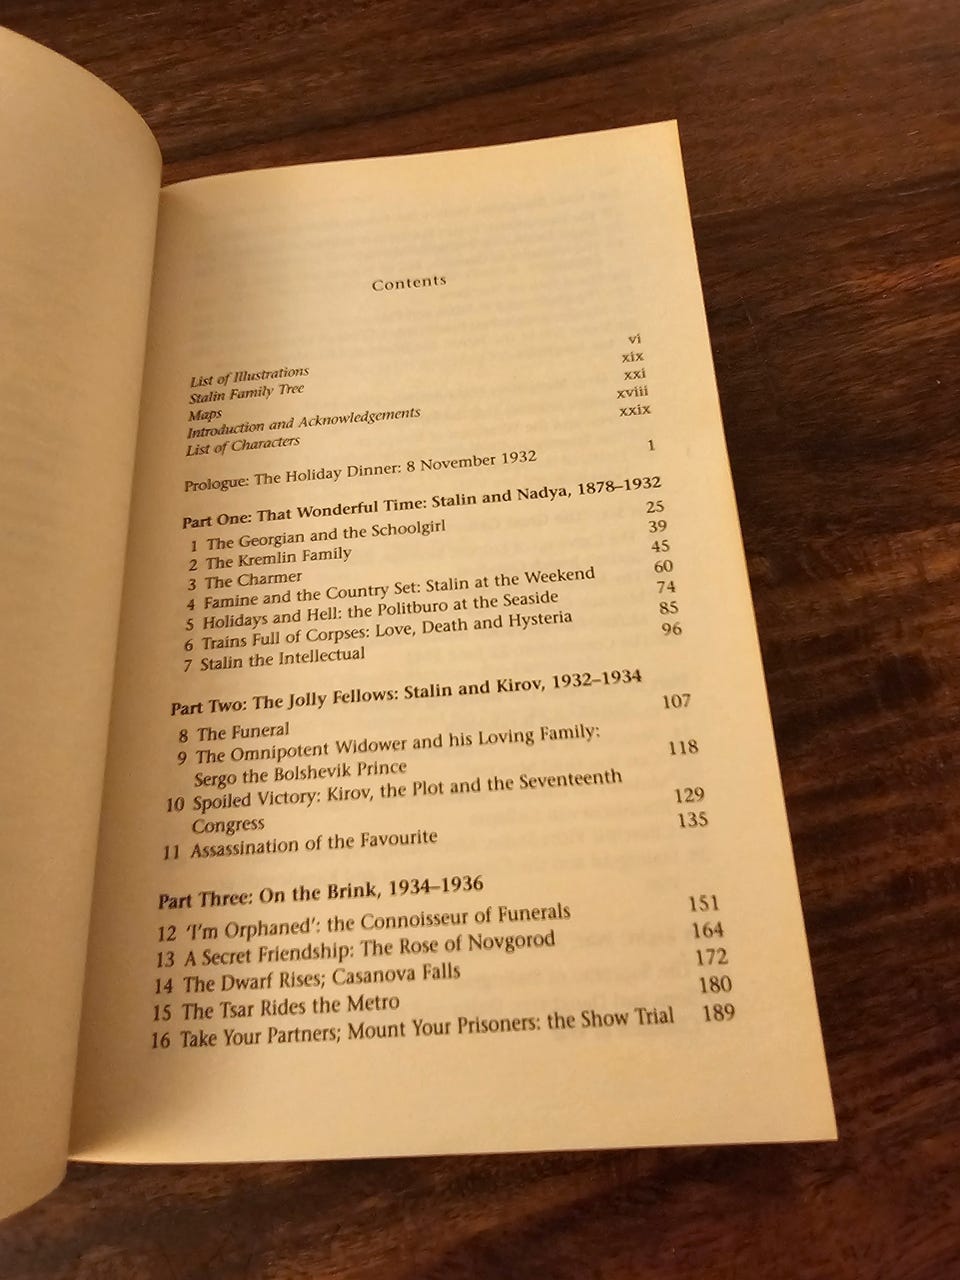 Contents
List of Illustrations vi
Stalin Family Tree xix
Maps xxi
Introduction and Acknowledgements xviii
List of Characters xxix
Prologue: The Holiday Dinner: 8 November 1932 1
Part One: That Wonderful Time: Stalin and Nadya, 1878–1932
1 The Georgian and the Schoolgirl 25
2 The Kremlin Family 39
3 The Charmer 45
4 Famine and the Country Set: Stalin at the Weekend 60
5 Holidays and Hell: the Politburo at the Seaside 74
6 Trains Full of Corpses: Love, Death and Hysteria 85
7 Stalin the Intellectual 96
Part Two: The Jolly Fellows: Stalin and Kirov, 1932–1934
8 The Funeral 107
9 The Omnipotent Widower and his Loving Family:
Sergo the Bolshevik Prince 118
10 Spoiled Victory: Kirov, the Plot and the Seventeenth
Congress 129
11 Assassination of the Favourite 135
Part Three: On the Brink, 1934–1936
12 ‘I’m Orphaned’: the Connoisseur of Funerals 151
13 A Secret Friendship: The Rose of Novgorod 164
14 The Dwarf Rises; Casanova Falls 172
15 The Tsar Rides the Metro 180
16 Take Your Partners; Mount Your Prisoners: the Show Trial 189